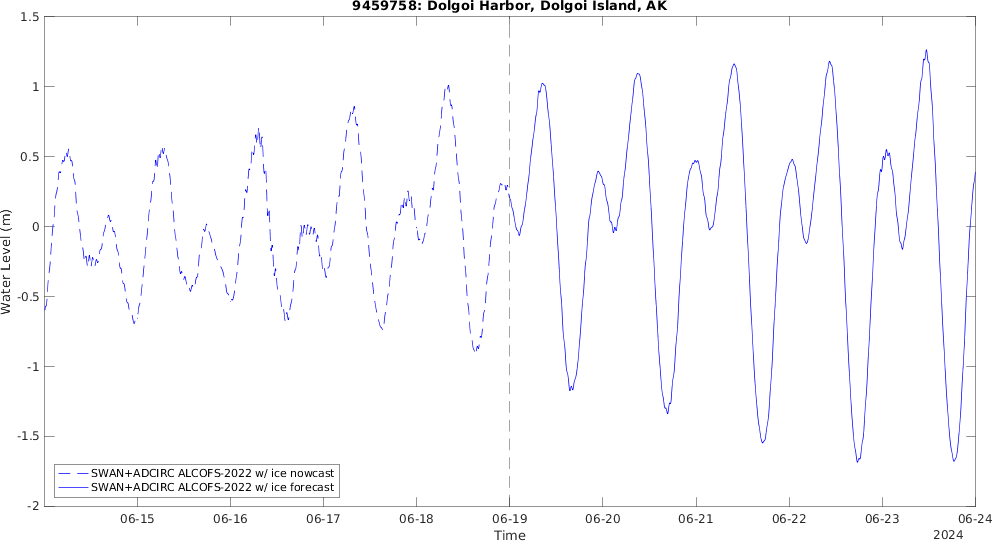 9459758: Dolgoi Harbor, Dolgoi Island, AK
1.5
1
0.5
0
-0.5
-1
-1.5
-2
Water Level (m)
SWAN+ADCIRC ALCOFS-2022 w/ ice nowcast
SWAN+ADCIRC ALCOFS-2022 w/ ice forecast
06-15 06-16 06-17 06-18 06-19 06-20 06-21 06-22 06-23 06-24
Time
2024